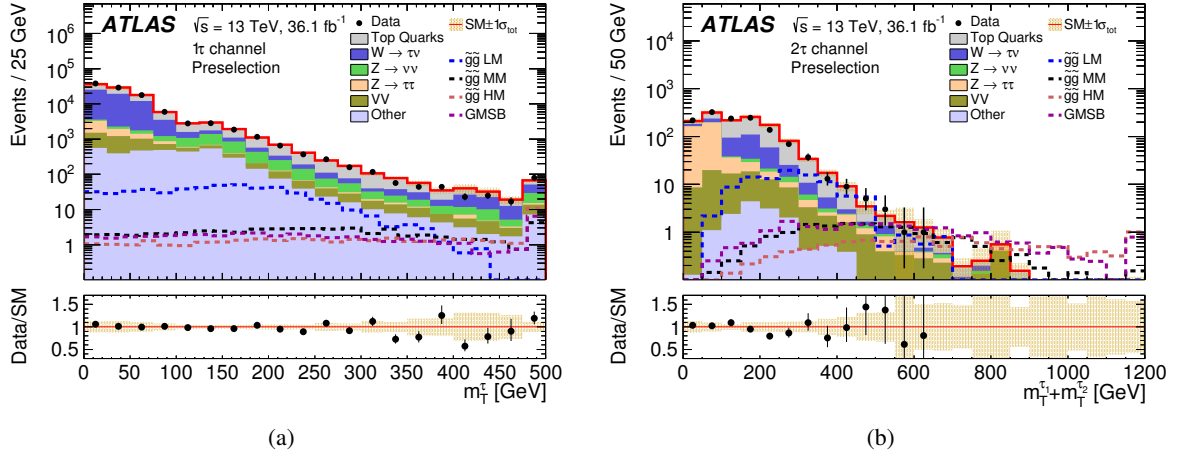 ATLAS
√s = 13 TeV, 36.1 fb⁻¹
1π channel
Preselection
Data
Top Quarks
W → τν
Z → νν
Z → ττ
VV
Other
SM±1σtot
g̃g̃ LM
g̃g̃ MM
g̃g̃ HM
GMSB
Events / 25 GeV
10⁶
10⁵
10⁴
10³
10²
10
1
Data/SM
1.5
1
0.5
0 50 100 150 200 250 300 350 400 450 500
m_T^τ [GeV]
(a)
ATLAS
√s = 13 TeV, 36.1 fb⁻¹
2τ channel
Preselection
Data
Top Quarks
W → τν
Z → νν
Z → ττ
VV
Other
SM±1σtot
g̃g̃ LM
g̃g̃ MM
g̃g̃ HM
GMSB
Events / 50 GeV
10⁴
10³
10²
10
1
Data/SM
1.5
1
0.5
0 200 400 600 800 1000 1200
m_T^τ₁+m_T^τ₂ [GeV]
(b)